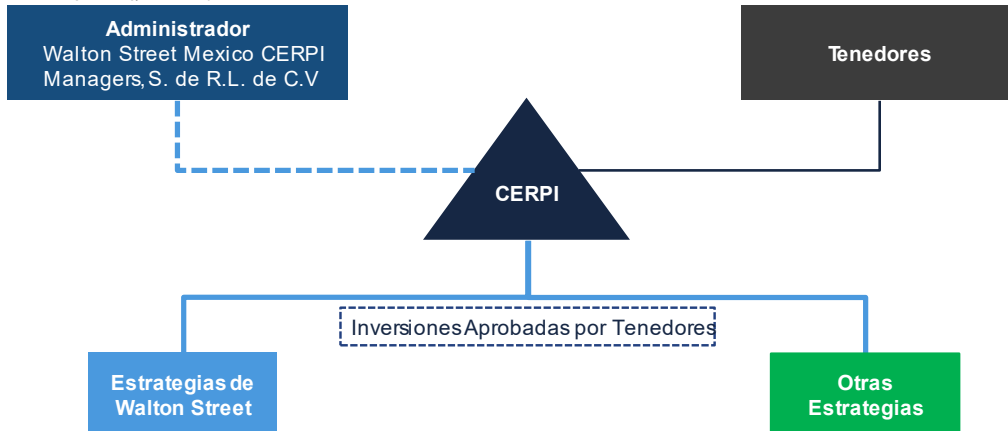 Administrador
Walton Street Mexico CERPI
Managers, S. de R.L. de C.V
Tenedores
CERPI
Inversiones Aprobadas por Tenedores
Estrategias de
Walton Street
Otras
Estrategias